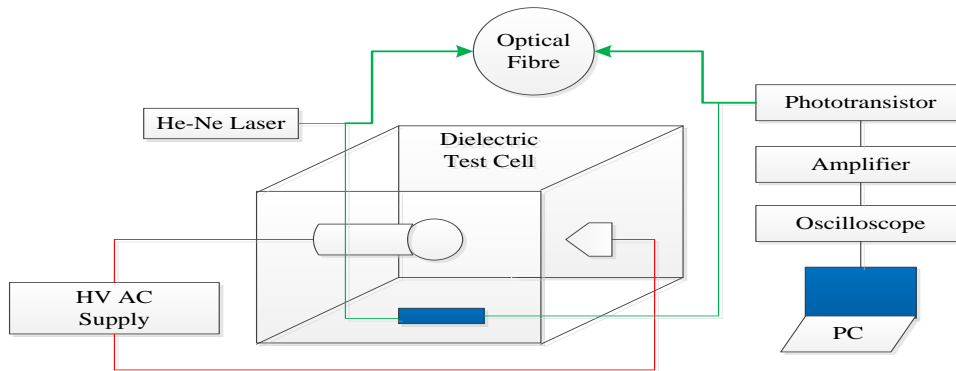 Optical
Fibre
He-Ne Laser
Phototransistor
Dielectric
Test Cell
Amplifier
Oscilloscope
HV AC
Supply
PC